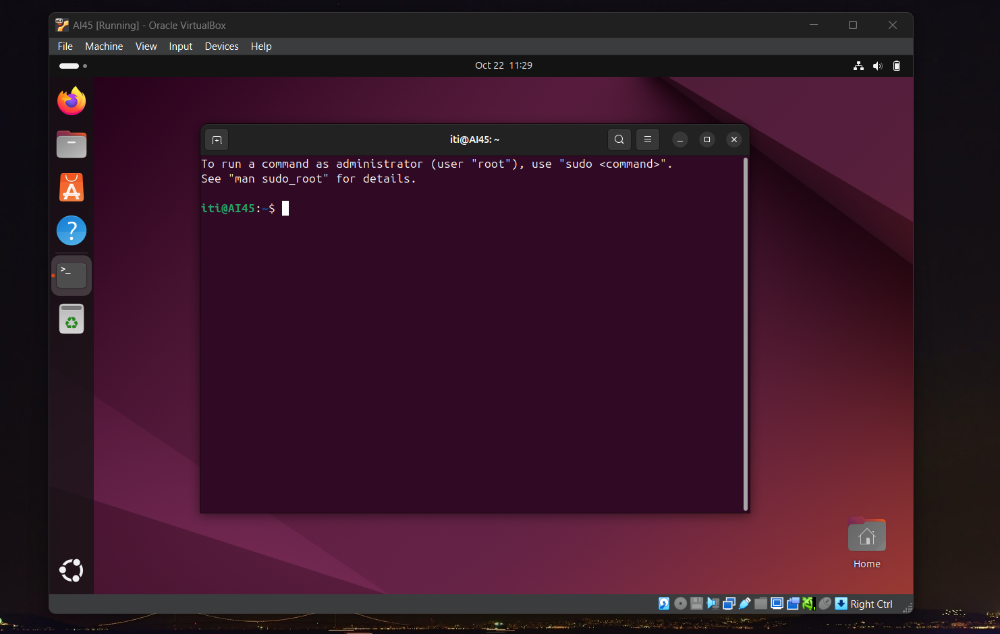 AI45 [Running] - Oracle VirtualBox
File Machine View Input Devices Help
Oct 22 11:29
iti@AI45: ~
To run a command as administrator (user "root"), use "sudo <command>".
See "man sudo_root" for details.
iti@AI45:~$
>_
Home
Right Ctrl